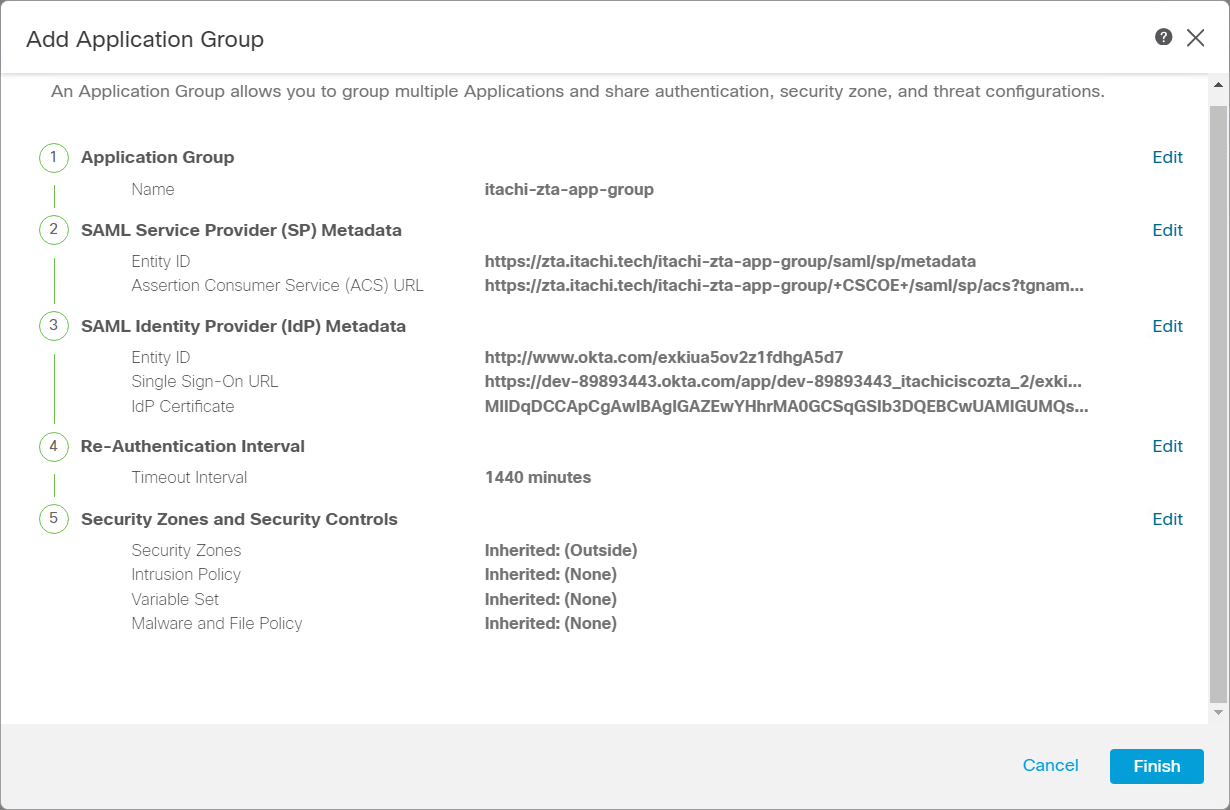 Add Application Group
?
An Application Group allows you to group multiple Applications and share authentication, security zone, and threat configurations.
1 Application Group Edit
Name itachi-zta-app-group
2 SAML Service Provider (SP) Metadata Edit
Entity ID https://zta.itachi.tech/itachi-zta-app-group/saml/sp/metadata
Assertion Consumer Service (ACS) URL https://zta.itachi.tech/itachi-zta-app-group/+CSCOE+/saml/sp/acs?tgnam...
3 SAML Identity Provider (IdP) Metadata Edit
Entity ID http://www.okta.com/exkiua5ov2z1fdhgA5d7
Single Sign-On URL https://dev-89893443.okta.com/app/dev-89893443_itachiciscozta_2/exki...
IdP Certificate MIIDqDCCApCgAwIBAgIGAZEwYHhrMA0GCSqGSIb3DQEBCwUAMIGUMQs...
4 Re-Authentication Interval Edit
Timeout Interval 1440 minutes
5 Security Zones and Security Controls Edit
Security Zones Inherited: (Outside)
Intrusion Policy Inherited: (None)
Variable Set Inherited: (None)
Malware and File Policy Inherited: (None)
Cancel Finish